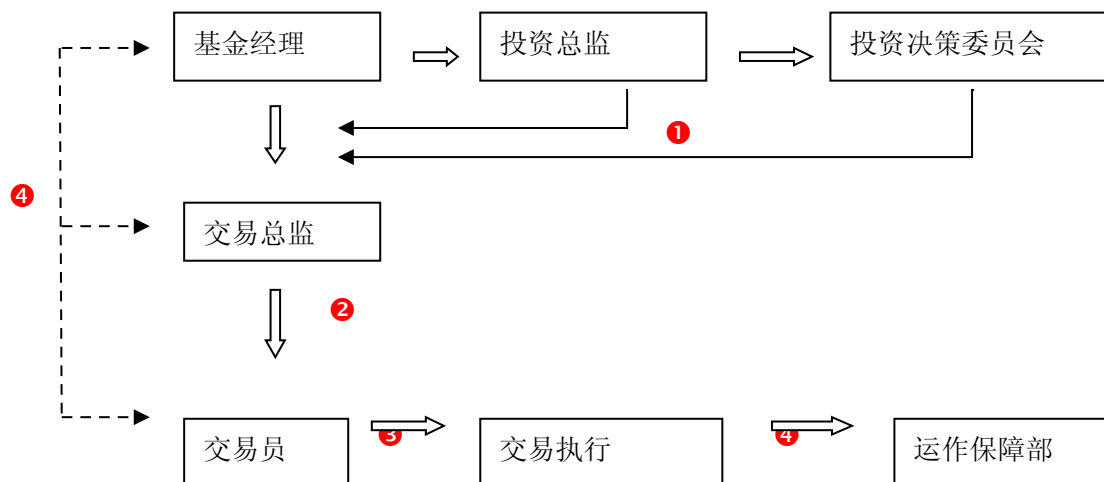 基金经理
投资总监
投资决策委员会
❶
❹
交易总监
❷
交易员
❸
交易执行
❹
运作保障部